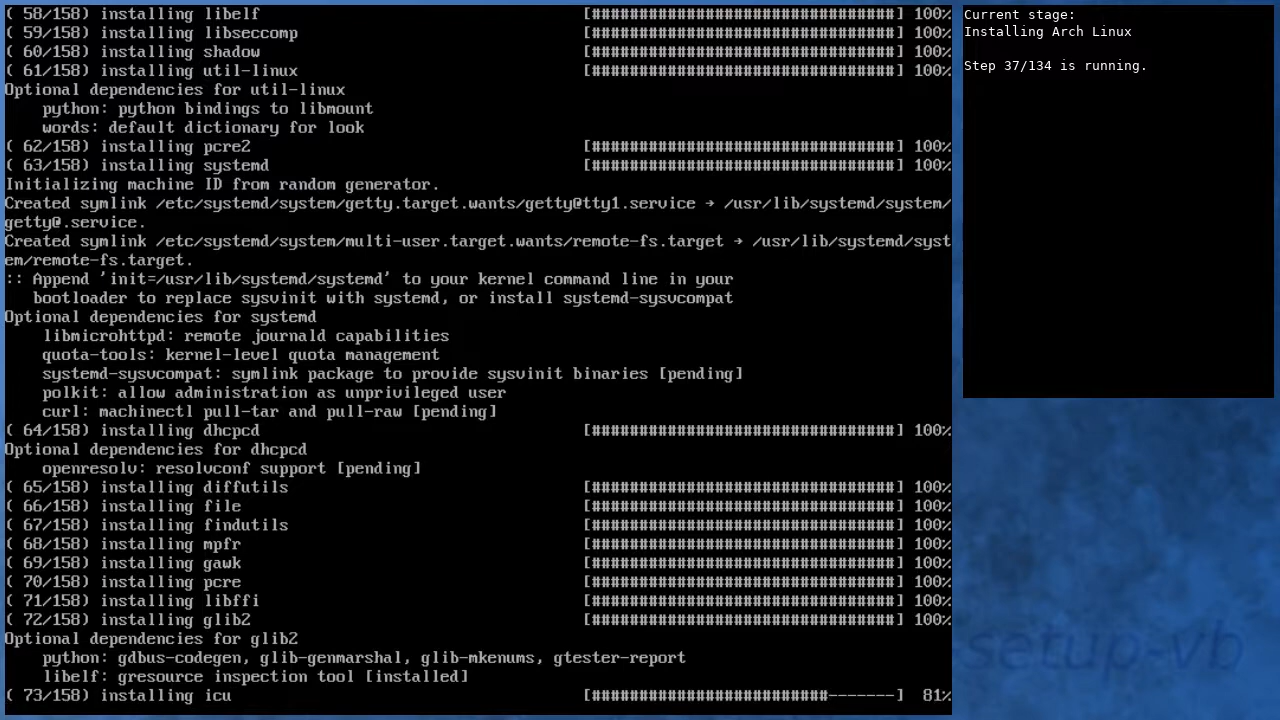 ( 58/158) installing libelf [################################] 100%
( 59/158) installing libseccomp [################################] 100%
( 60/158) installing shadow [################################] 100%
( 61/158) installing util-linux [################################] 100%
Optional dependencies for util-linux
    python: python bindings to libmount
    words: default dictionary for look
( 62/158) installing pcre2 [################################] 100%
( 63/158) installing systemd [################################] 100%
Initializing machine ID from random generator.
Created symlink /etc/systemd/system/getty.target.wants/getty@tty1.service → /usr/lib/systemd/system/
getty@.service.
Created symlink /etc/systemd/system/multi-user.target.wants/remote-fs.target → /usr/lib/systemd/syst
em/remote-fs.target.
:: Append 'init=/usr/lib/systemd/systemd' to your kernel command line in your
   bootloader to replace sysvinit with systemd, or install systemd-sysvcompat
Optional dependencies for systemd
    libmicrohttpd: remote journald capabilities
    quota-tools: kernel-level quota management
    systemd-sysvcompat: symlink package to provide sysvinit binaries [pending]
    polkit: allow administration as unprivileged user
    curl: machinectl pull-tar and pull-raw [pending]
( 64/158) installing dhcpcd [################################] 100%
Optional dependencies for dhcpcd
    openresolv: resolvconf support [pending]
( 65/158) installing diffutils [################################] 100%
( 66/158) installing file [################################] 100%
( 67/158) installing findutils [################################] 100%
( 68/158) installing mpfr [################################] 100%
( 69/158) installing gawk [################################] 100%
( 70/158) installing pcre [################################] 100%
( 71/158) installing libffi [################################] 100%
( 72/158) installing glib2 [################################] 100%
Optional dependencies for glib2
    python: gdbus-codegen, glib-genmarshal, glib-mkenums, gtester-report
    libelf: gresource inspection tool [installed]
( 73/158) installing icu [#########################-------] 81%
Current stage:
Installing Arch Linux
Step 37/134 is running.
setup-vb